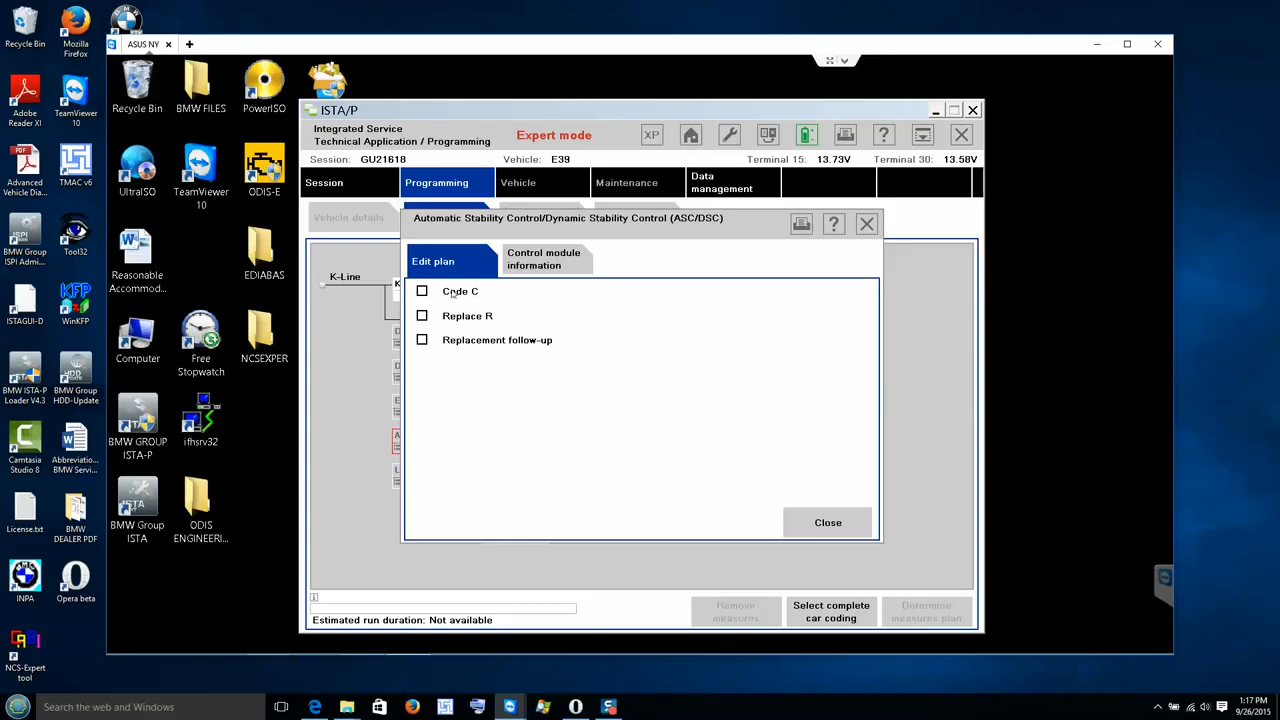 ASUS NY
Recycle Bin
Mozilla
Firefox
Adobe
Reader XI
TeamViewer
10
Advanced
Vehicle Dia...
TMAC v6
BMW Group
ISPI Admi...
Tool32
ISTAGUI-D
WinKFP
BMW ISTA-P
Loader V4.3
BMW Group
HDD-Update
Camtasia
Studio 8
Abbreviatio...
BMW Servi...
License.txt
BMW
DEALER PDF
INPA
Opera beta
NCS-Expert
tool
Recycle Bin
BMW FILES
PowerISO
UltraISO
TeamViewer
10
ODIS-E
Reasonable
Accommod...
EDIABAS
Computer
Free
Stopwatch
NCSEXPER
BMW GROUP
ISTA-P
ifhsrv32
BMW Group
ISTA
ODIS
ENGINEERI...
ISTA/P
Integrated Service
Technical Application / Programming
Expert mode
XP
?
Session: GU21618
Vehicle: E39
Terminal 15: 13.73V
Terminal 30: 13.58V
Session
Programming
Vehicle
Maintenance
Data
management
Vehicle details
K-Line
Automatic Stability Control/Dynamic Stability Control (ASC/DSC)
?
Edit plan
Control module
information
Code C
Replace R
Replacement follow-up
Close
Estimated run duration: Not available
Remove
measures
Select complete
car coding
Determine
measures plan
Search the web and Windows
1:17 PM
9/26/2015